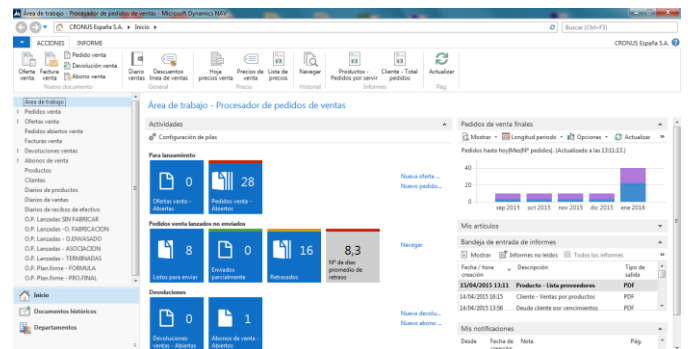 Área de trabajo - Procesador de pedidos de ventas - Microsoft Dynamics NAV
CRONUS España S.A. ▸ Inicio ▸
Buscar (Ctrl+F3)
ACCIONES INFORME
CRONUS España S.A.
Oferta venta
Factura venta
Pedido venta
Devolución venta
Abono venta
Nuevo documento
Diario ventas
Descuentos línea de ventas
General
Hoja precios venta
Precios de venta
Lista de precios
Precio
Navegar
Historial
Productos - Pedidos por servir
Cliente - Total pedidos
Informes
Actualizar
Pág.
Área de trabajo
Pedidos venta
Ofertas venta
Pedidos abiertos venta
Facturas venta
Devoluciones ventas
Abonos de venta
Productos
Clientes
Diarios de productos
Diarios de ventas
Diarios de recibos de efectivo
O.P. Lanzadas SIN FABRICAR
O.P. Lanzadas -O. FABRICACION
O.P. Lanzadas - O.ENVASADO
O.P. Lanzadas - ASOCIACION
O.P. Lanzadas - TERMINADAS
O.P. Plan.firme - FORMULA
O.P. Plan.firme - PRO.FINAL
Inicio
Documentos históricos
Departamentos
Área de trabajo - Procesador de pedidos de ventas
Actividades
Configuración de pilas
Para lanzamiento
0
Ofertas venta - Abiertas
28
Pedidos venta - Abiertos
Nueva oferta ...
Nuevo pedido...
Pedidos venta lanzados no enviados
8
Listos para enviar
0
Enviados parcialmente
16
Retrasados
8,3
Nº de días promedio de retraso
Navegar
Devoluciones
0
Devoluciones ventas - Abiertas
1
Abonos de venta - Abiertos
Nueva devolu...
Nuevo abono ...
Pedidos de venta finales
Mostrar Longitud periodo Opciones Actualizar
Pedidos hasta hoy|Mes|Nº pedidos|. (Actualizado a las 13:11:23.)
40
20
0
sep 2015 oct 2015 nov 2015 dic 2015 ene 2016
Mis artículos
Bandeja de entrada de informes
Mostrar Informes no leídos Todos los informes
Fecha / hora creación Descripción Tipo de salida
15/04/2015 13:11 Producto - Lista proveedores PDF
14/04/2015 16:15 Cliente - Ventas por productos PDF
14/04/2015 13:56 Deuda cliente por vencimientos PDF
Mis notificaciones
Desde Fecha de creación Nota Pág.